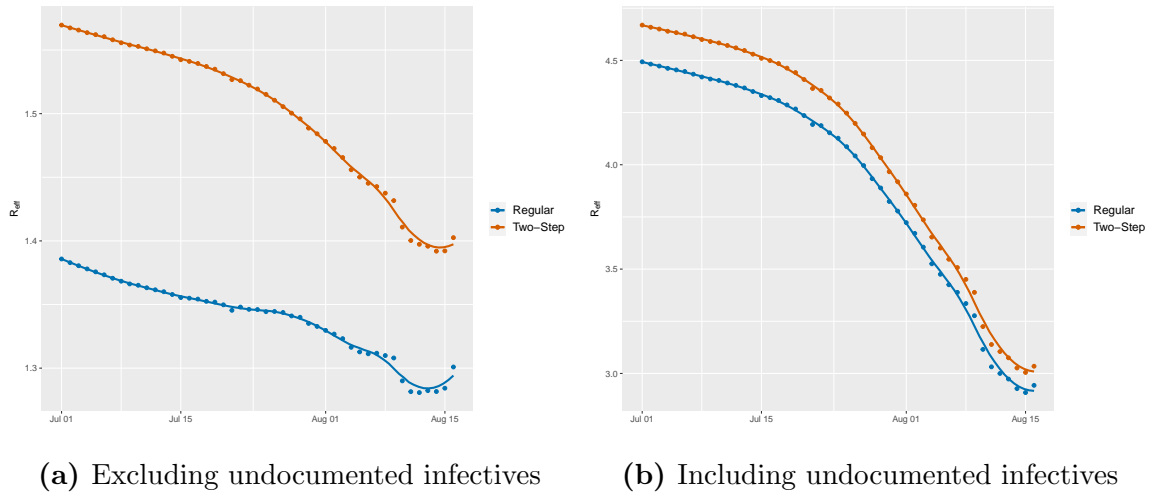 1.5
1.4
1.3
R_eff
Jul 01 Jul 15 Aug 01 Aug 15
Regular
Two−Step
4.5
4.0
3.5
3.0
R_eff
Jul 01 Jul 15 Aug 01 Aug 15
Regular
Two−Step
(a) Excluding undocumented infectives
(b) Including undocumented infectives